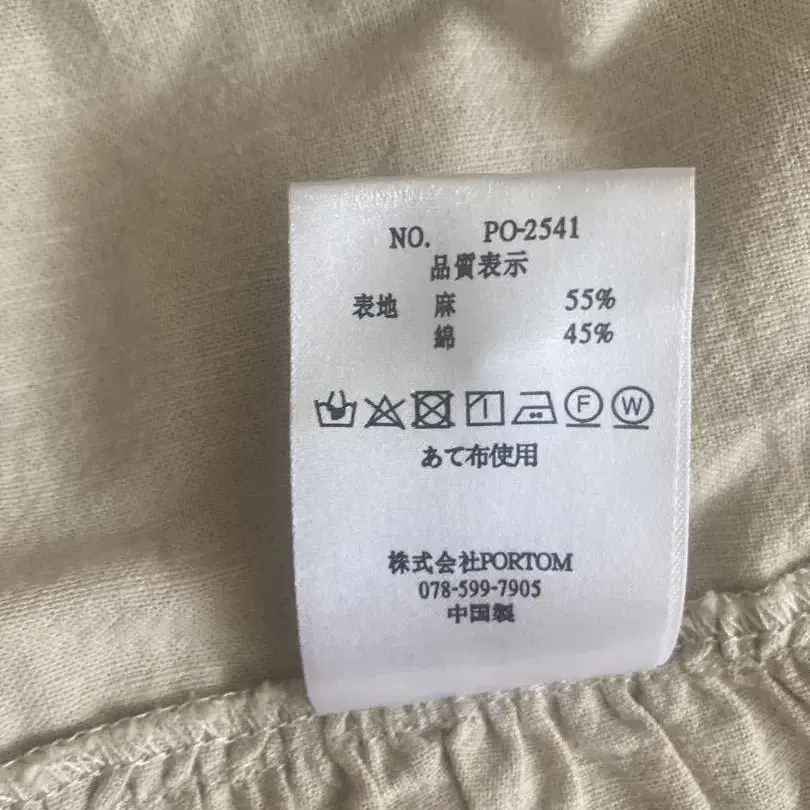 NO. PO-2541
品質表示
表地 麻 55%
綿 45%
F W
あて布使用
株式会社PORTOM
078-599-7905
中国製